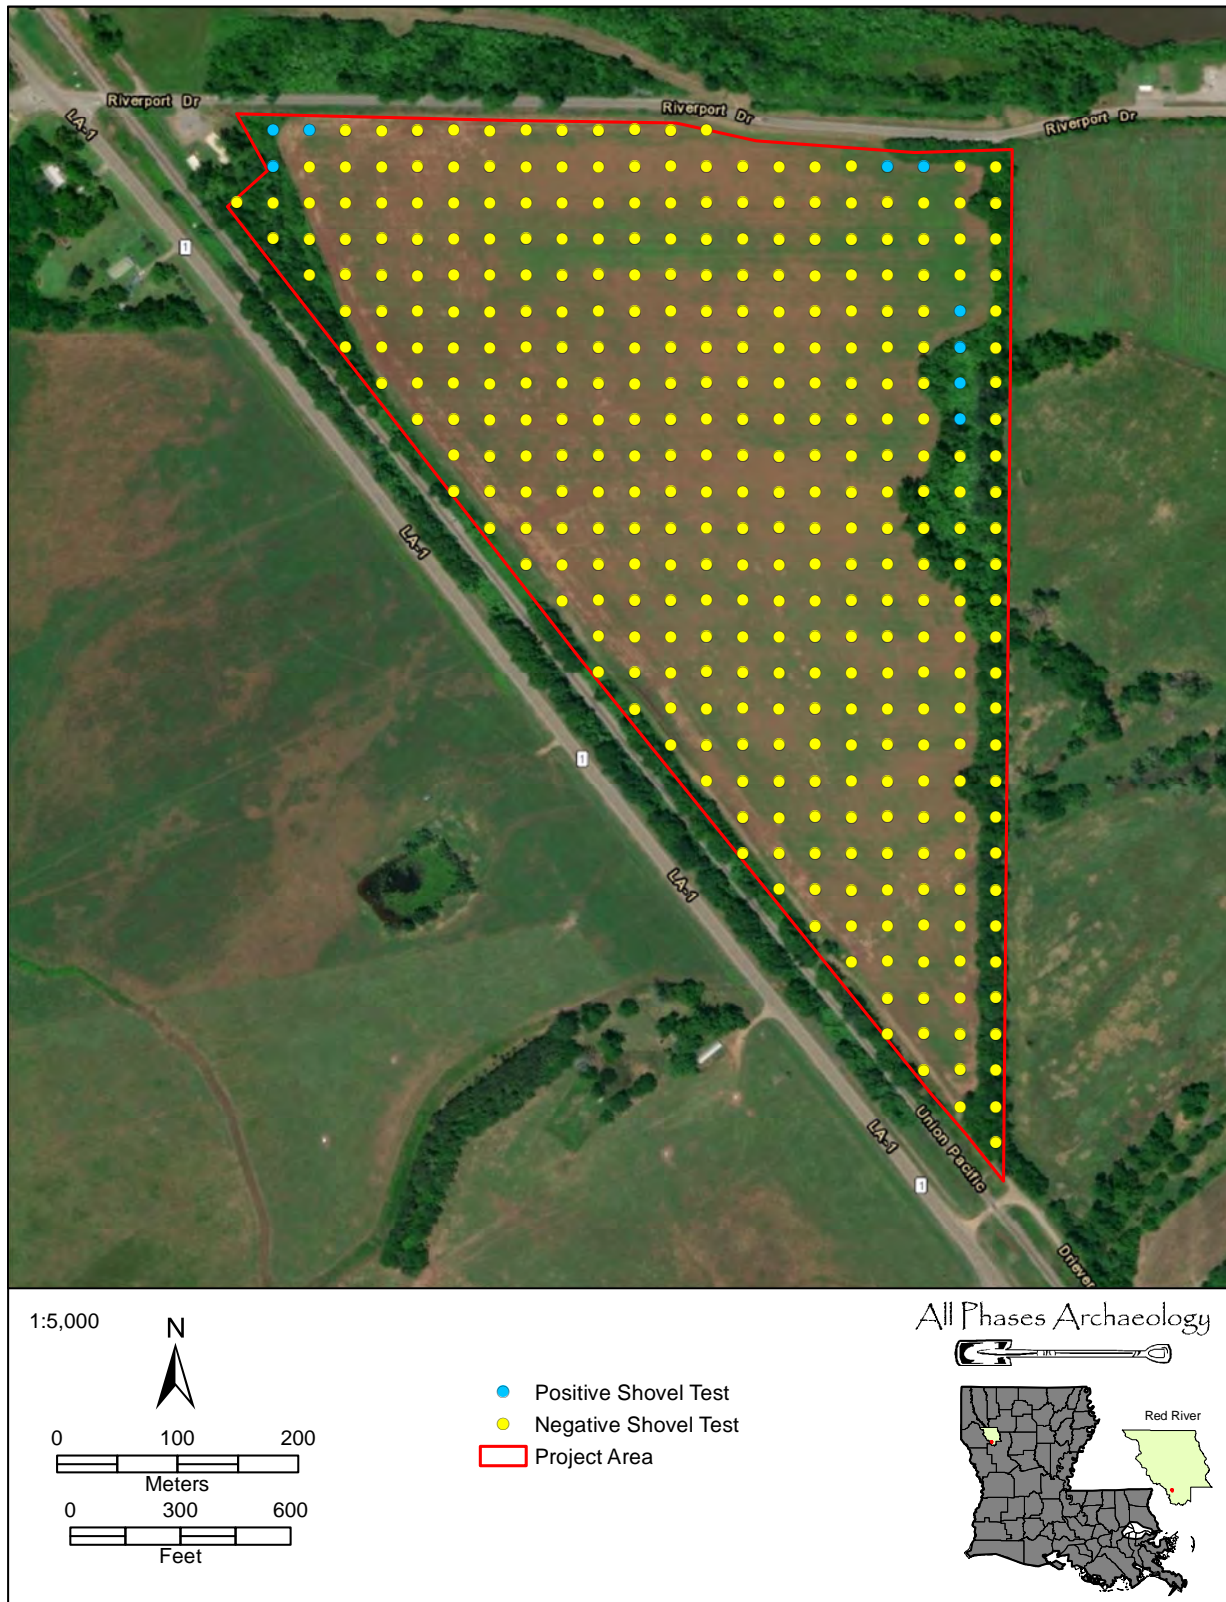 Riverport Dr
Riverport Dr
Riverport Dr
LA-1
1
LA-1
1
LA-1
LA-1
Union Pacific
1
Driever
1:5,000
N
0 100 200
Meters
0 300 600
Feet
Positive Shovel Test
Negative Shovel Test
Project Area
All Phases Archaeology
Red River